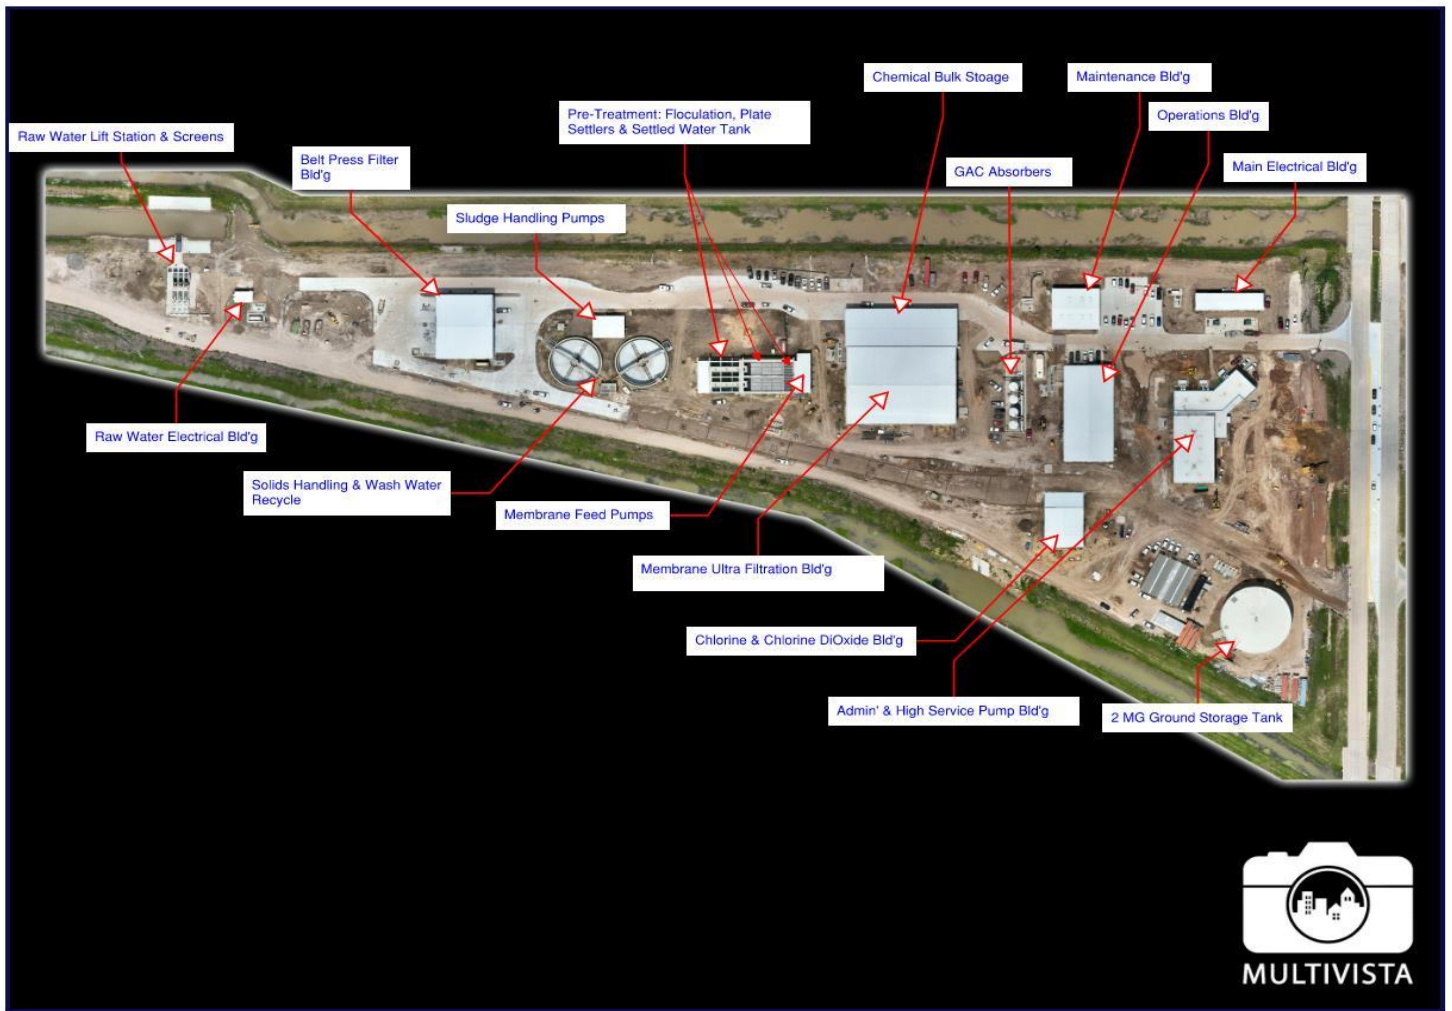 Chemical Bulk Stoage
Maintenance Bld'g
Pre-Treatment: Floculation, Plate
Settlers & Settled Water Tank
Operations Bld'g
Raw Water Lift Station & Screens
Belt Press Filter
Bld'g
GAC Absorbers
Main Electrical Bld'g
Sludge Handling Pumps
Raw Water Electrical Bld'g
Solids Handling & Wash Water
Recycle
Membrane Feed Pumps
Membrane Ultra Filtration Bld'g
Chlorine & Chlorine DiOxide Bld'g
Admin' & High Service Pump Bld'g
2 MG Ground Storage Tank
MULTIVISTA